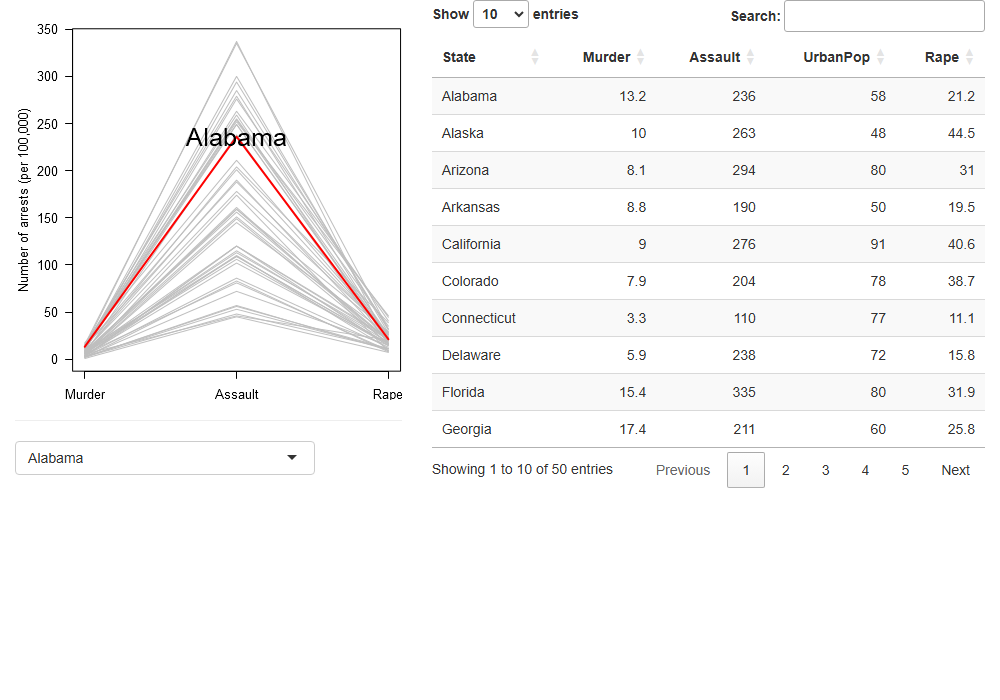 350
300
250
200
150
100
50
0
Number of arrests (per 100,000)
Alabama
Murder Assault Rape
Alabama
Show 10 entries
Search:
State Murder Assault UrbanPop Rape
Alabama 13.2 236 58 21.2
Alaska 10 263 48 44.5
Arizona 8.1 294 80 31
Arkansas 8.8 190 50 19.5
California 9 276 91 40.6
Colorado 7.9 204 78 38.7
Connecticut 3.3 110 77 11.1
Delaware 5.9 238 72 15.8
Florida 15.4 335 80 31.9
Georgia 17.4 211 60 25.8
Showing 1 to 10 of 50 entries
Previous 1 2 3 4 5 Next